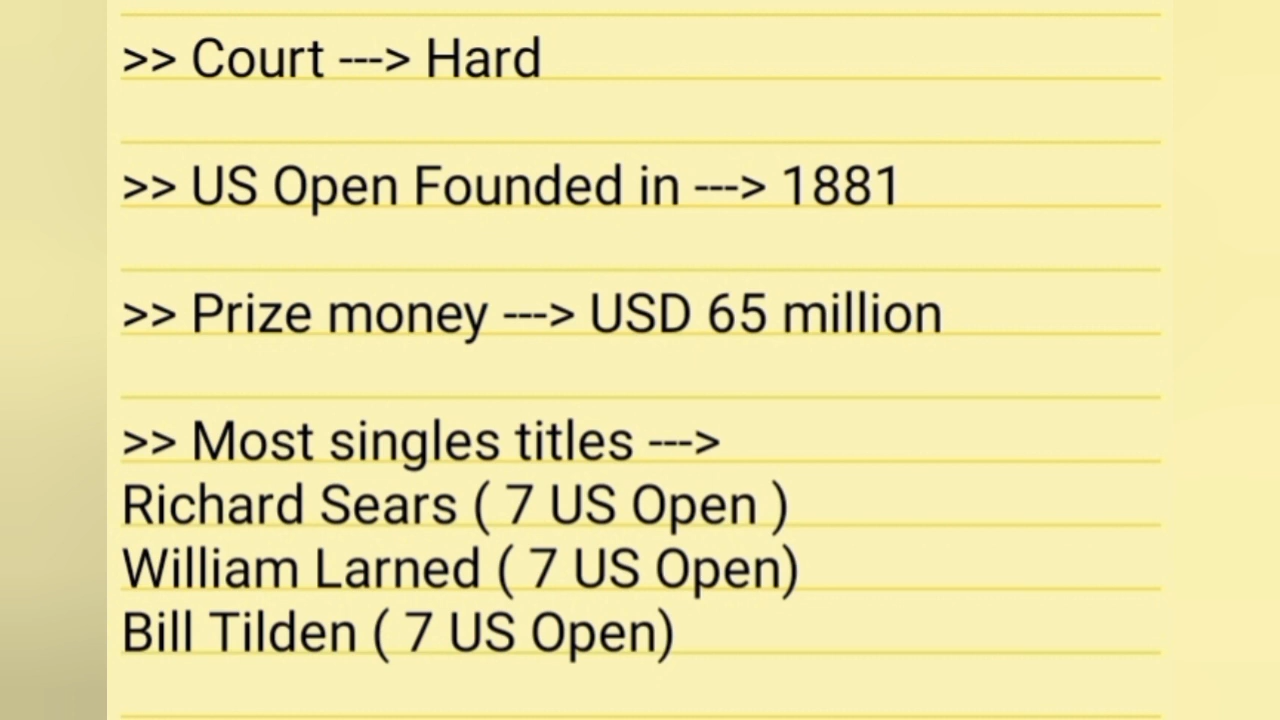 >> Court ---> Hard
>> US Open Founded in ---> 1881
>> Prize money ---> USD 65 million
>> Most singles titles --->
Richard Sears ( 7 US Open )
William Larned ( 7 US Open)
Bill Tilden ( 7 US Open)